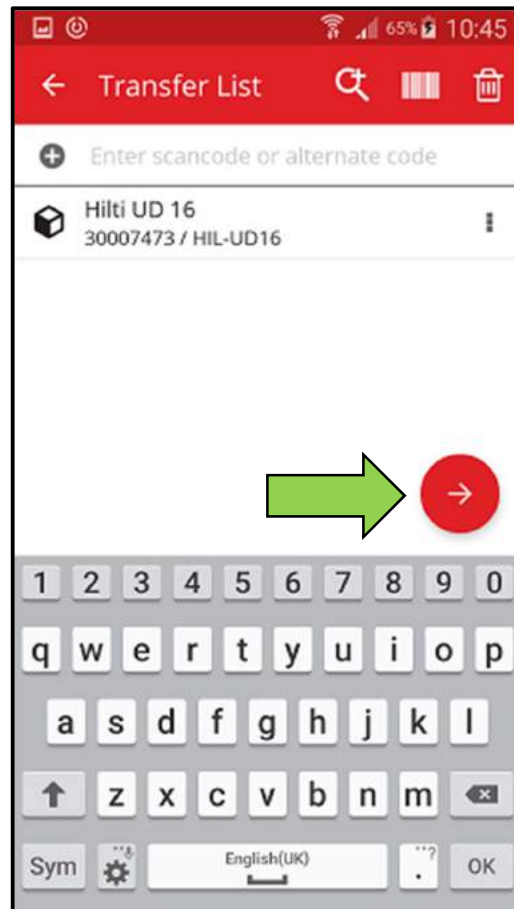 65% 10:45
Transfer List
Enter scancode or alternate code
Hilti UD 16
30007473 / HIL-UD16
1 2 3 4 5 6 7 8 9 0
q w e r t y u i o p
a s d f g h j k l
z x c v b n m
Sym English(UK) . ? OK